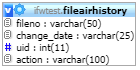 ifwtest.fileairhistory
fileno : varchar(50)
change_date : varchar(25)
# uid : int(11)
action : varchar(100)